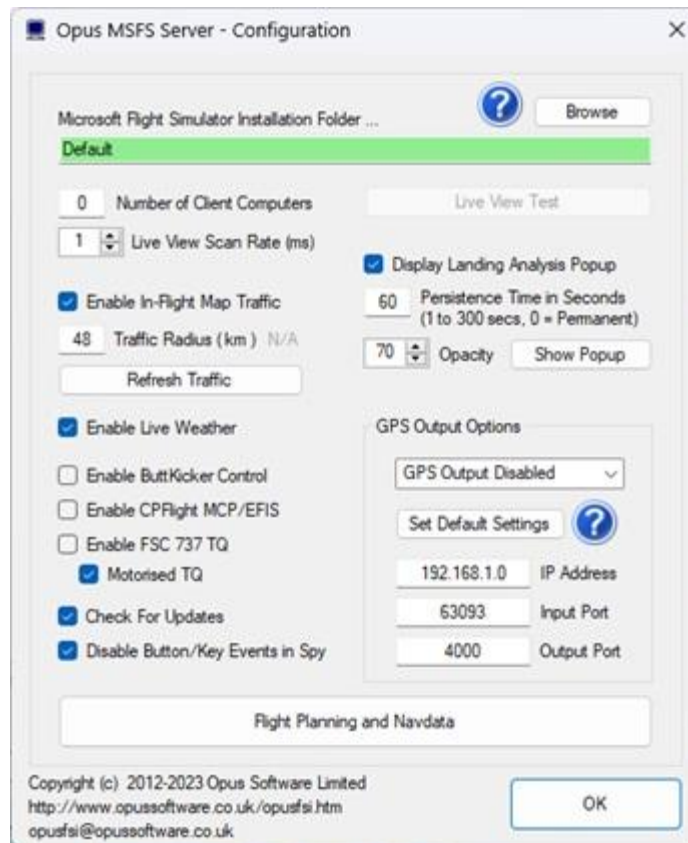 Opus MSFS Server - Configuration
Microsoft Flight Simulator Installation Folder ...
Browse
Default
0 Number of Client Computers
Live View Test
1 Live View Scan Rate (ms)
Display Landing Analysis Popup
Enable In-Flight Map Traffic
60 Persistence Time in Seconds
(1 to 300 secs, 0 = Permanent)
48 Traffic Radius ( km ) N/A
70 Opacity
Show Popup
Refresh Traffic
Enable Live Weather
GPS Output Options
Enable ButtKicker Control
GPS Output Disabled
Enable CPFlight MCP/EFIS
Set Default Settings
Enable FSC 737 TQ
Motorised TQ
192.168.1.0 IP Address
Check For Updates
63093 Input Port
Disable Button/Key Events in Spy
4000 Output Port
Flight Planning and Navdata
Copyright (c) 2012-2023 Opus Software Limited
http://www.opussoftware.co.uk/opusfsi.htm
opusfsi@opussoftware.co.uk
OK